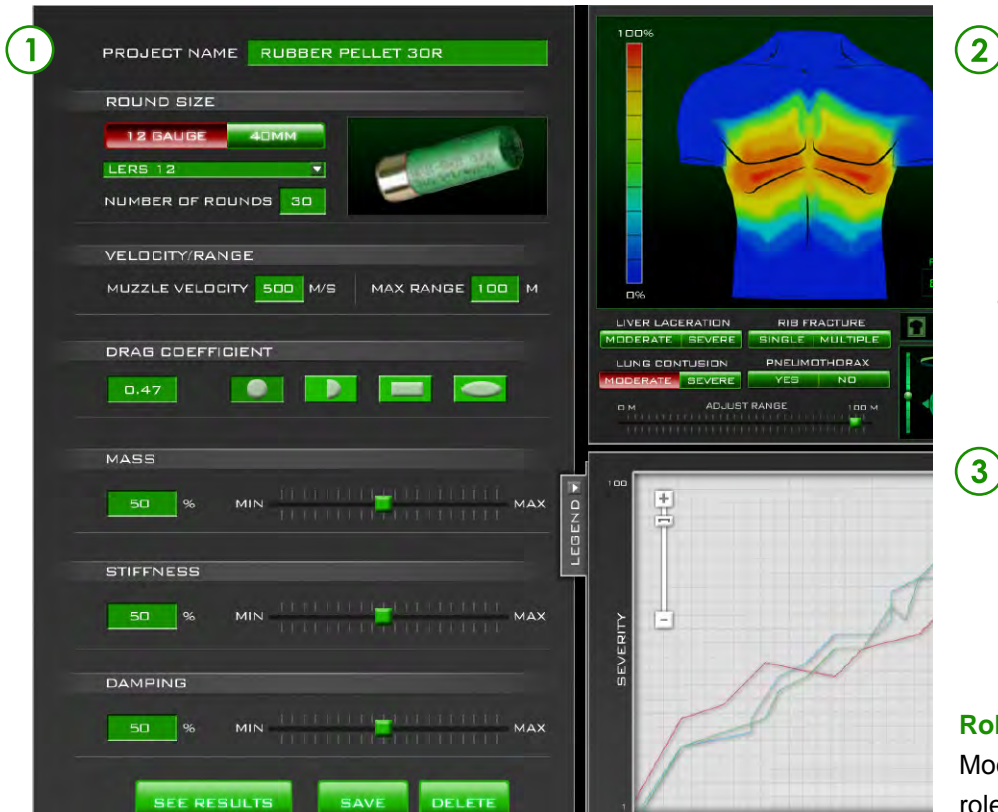 1
PROJECT NAME RUBBER PELLET 30R
ROUND SIZE
12 GAUGE 40MM
LERS 12
NUMBER OF ROUNDS 30
VELOCITY/RANGE
MUZZLE VELOCITY 500 M/S MAX RANGE 100 M
DRAG COEFFICIENT
0.47
MASS
50 % MIN MAX
STIFFNESS
50 % MIN MAX
DAMPING
50 % MIN MAX
SEE RESULTS SAVE DELETE
2
100%
0%
LIVER LACERATION RIB FRACTURE
MODERATE SEVERE SINGLE MULTIPLE
LUNG CONTUSION PNEUMOTHORAX
MODERATE SEVERE YES NO
0 M ADJUST RANGE 100 M
3
LEGEND
100
SEVERITY
1
Rol
Mod
role